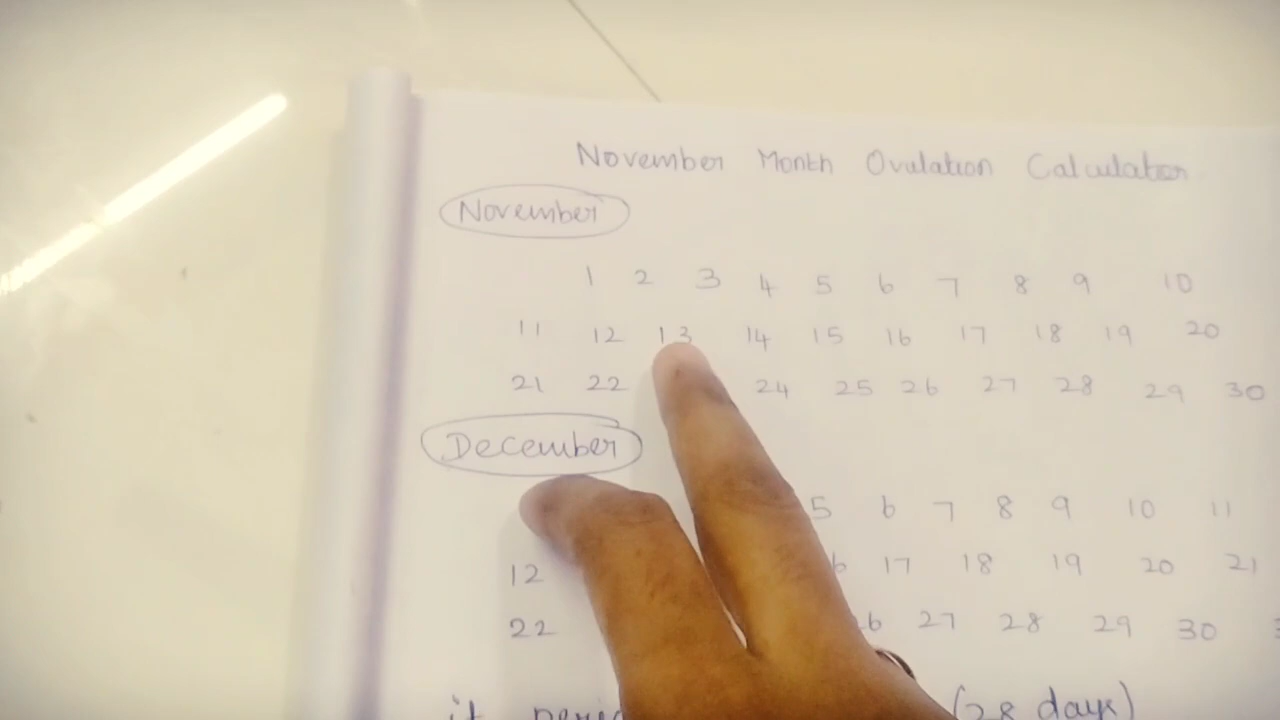 November Month Ovulation Calculator
November
1 2 3 4 5 6 7 8 9 10
11 12 13 14 15 16 17 18 19 20
21 22 24 25 26 27 28 29 30
December
5 6 7 8 9 10 11
12 17 18 19 20 21
22 27 28 29 30
(28 days)